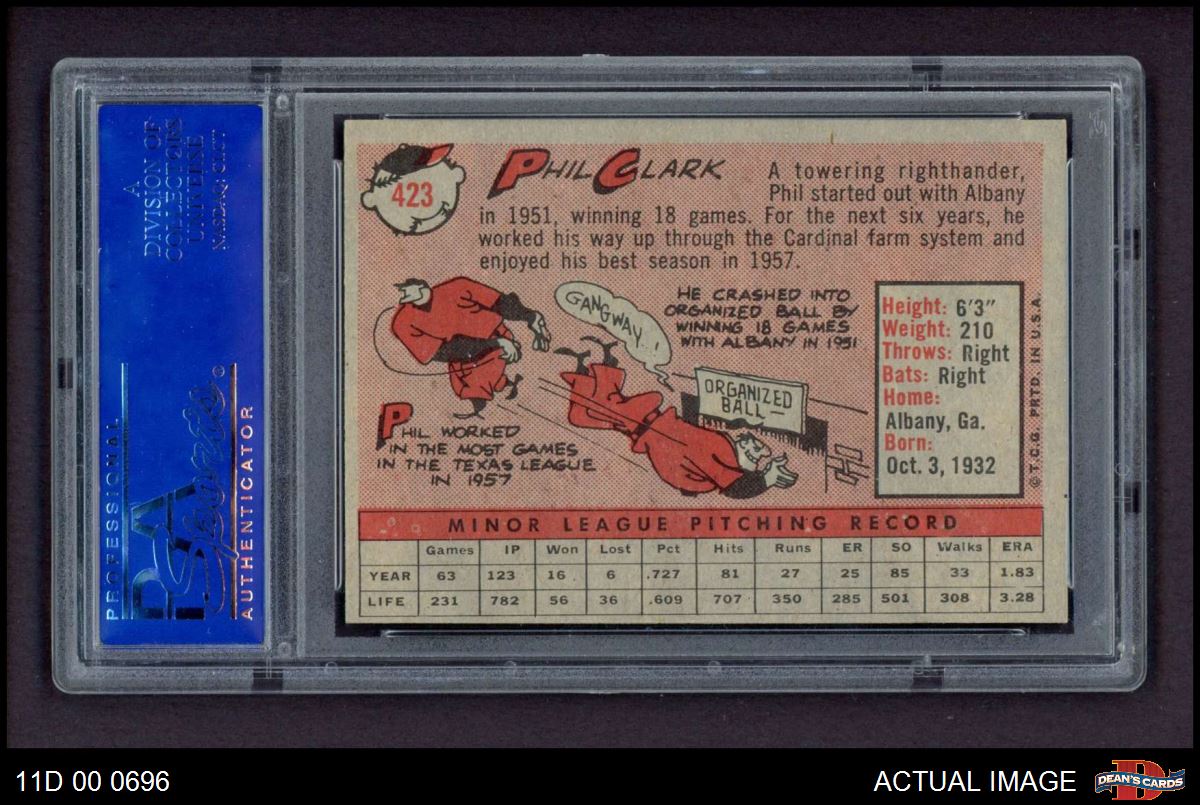 A
DIVISION OF
COLLECTORS
UNIVERSE
NASDAQ: CLCT
PROFESSIONAL
PSA
Sports®
AUTHENTICATOR
423
PHIL CLARK
A towering righthander,
Phil started out with Albany
in 1951, winning 18 games. For the next six years, he
worked his way up through the Cardinal farm system and
enjoyed his best season in 1957.
GANGWAY..!
HE CRASHED INTO
ORGANIZED BALL BY
WINNING 18 GAMES
WITH ALBANY IN 1951
ORGANIZED
BALL—
PHIL WORKED
IN THE MOST GAMES
IN THE TEXAS LEAGUE
IN 1957
Height: 6'3"
Weight: 210
Throws: Right
Bats: Right
Home:
Albany, Ga.
Born:
Oct. 3, 1932
© T.C.G. PRTD. IN U.S.A.
MINOR LEAGUE PITCHING RECORD
Games IP Won Lost Pct Hits Runs ER SO Walks ERA
YEAR 63 123 16 6 .727 81 27 25 85 33 1.83
LIFE 231 782 56 36 .609 707 350 285 501 308 3.28
11D 00 0696
ACTUAL IMAGE
D
DEAN'S CARDS